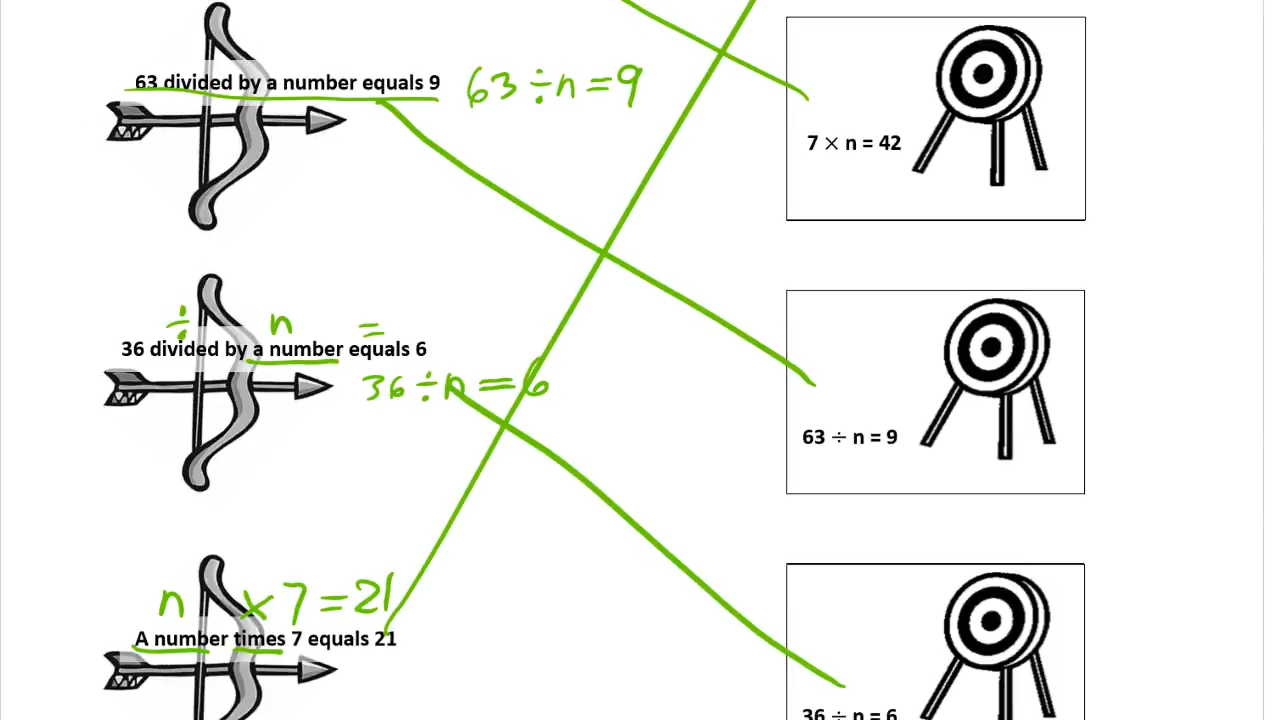 63 divided by a number equals 9 63 ÷ n = 9
7 × n = 42
÷ n =
36 divided by a number equals 6
36 ÷ n = 6
63 ÷ n = 9
n × 7 = 21
A number times 7 equals 21
36 ÷ n = 6